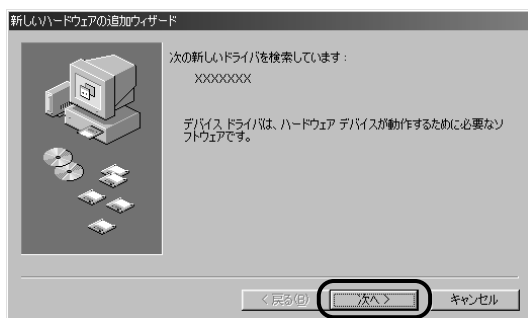 新しいハードウェアの追加ウィザード
次の新しいドライバを検索しています：
XXXXXXX
デバイス ドライバは、ハードウェア デバイスが動作するために必要なソ
フトウェアです。
< 戻る(B)
次へ >
キャンセル